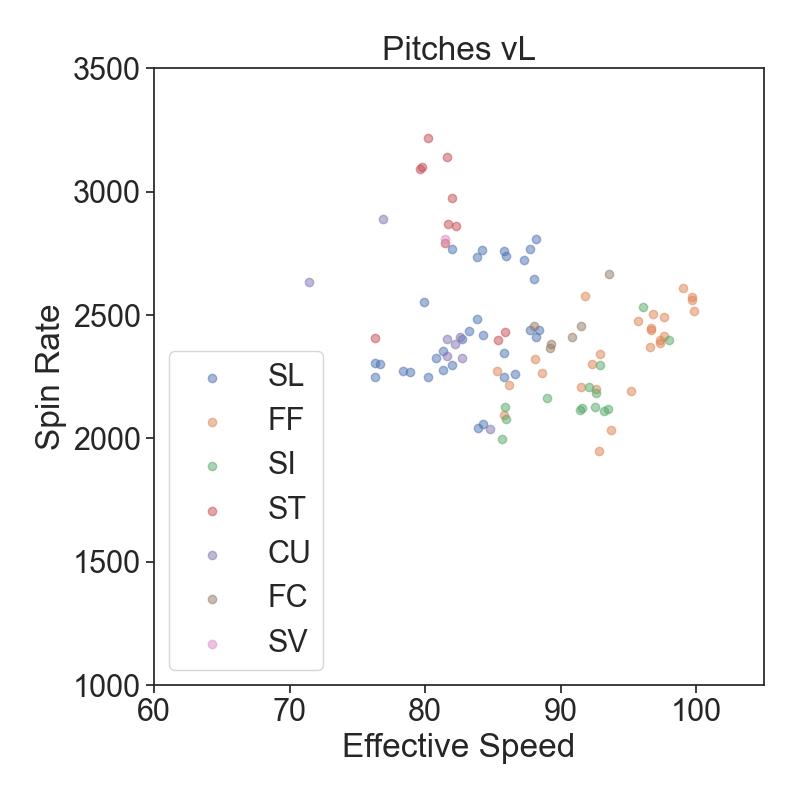 Pitches vL
3500
3000
2500
2000
1500
1000
Spin Rate
SL
FF
SI
ST
CU
FC
SV
60 70 80 90 100
Effective Speed